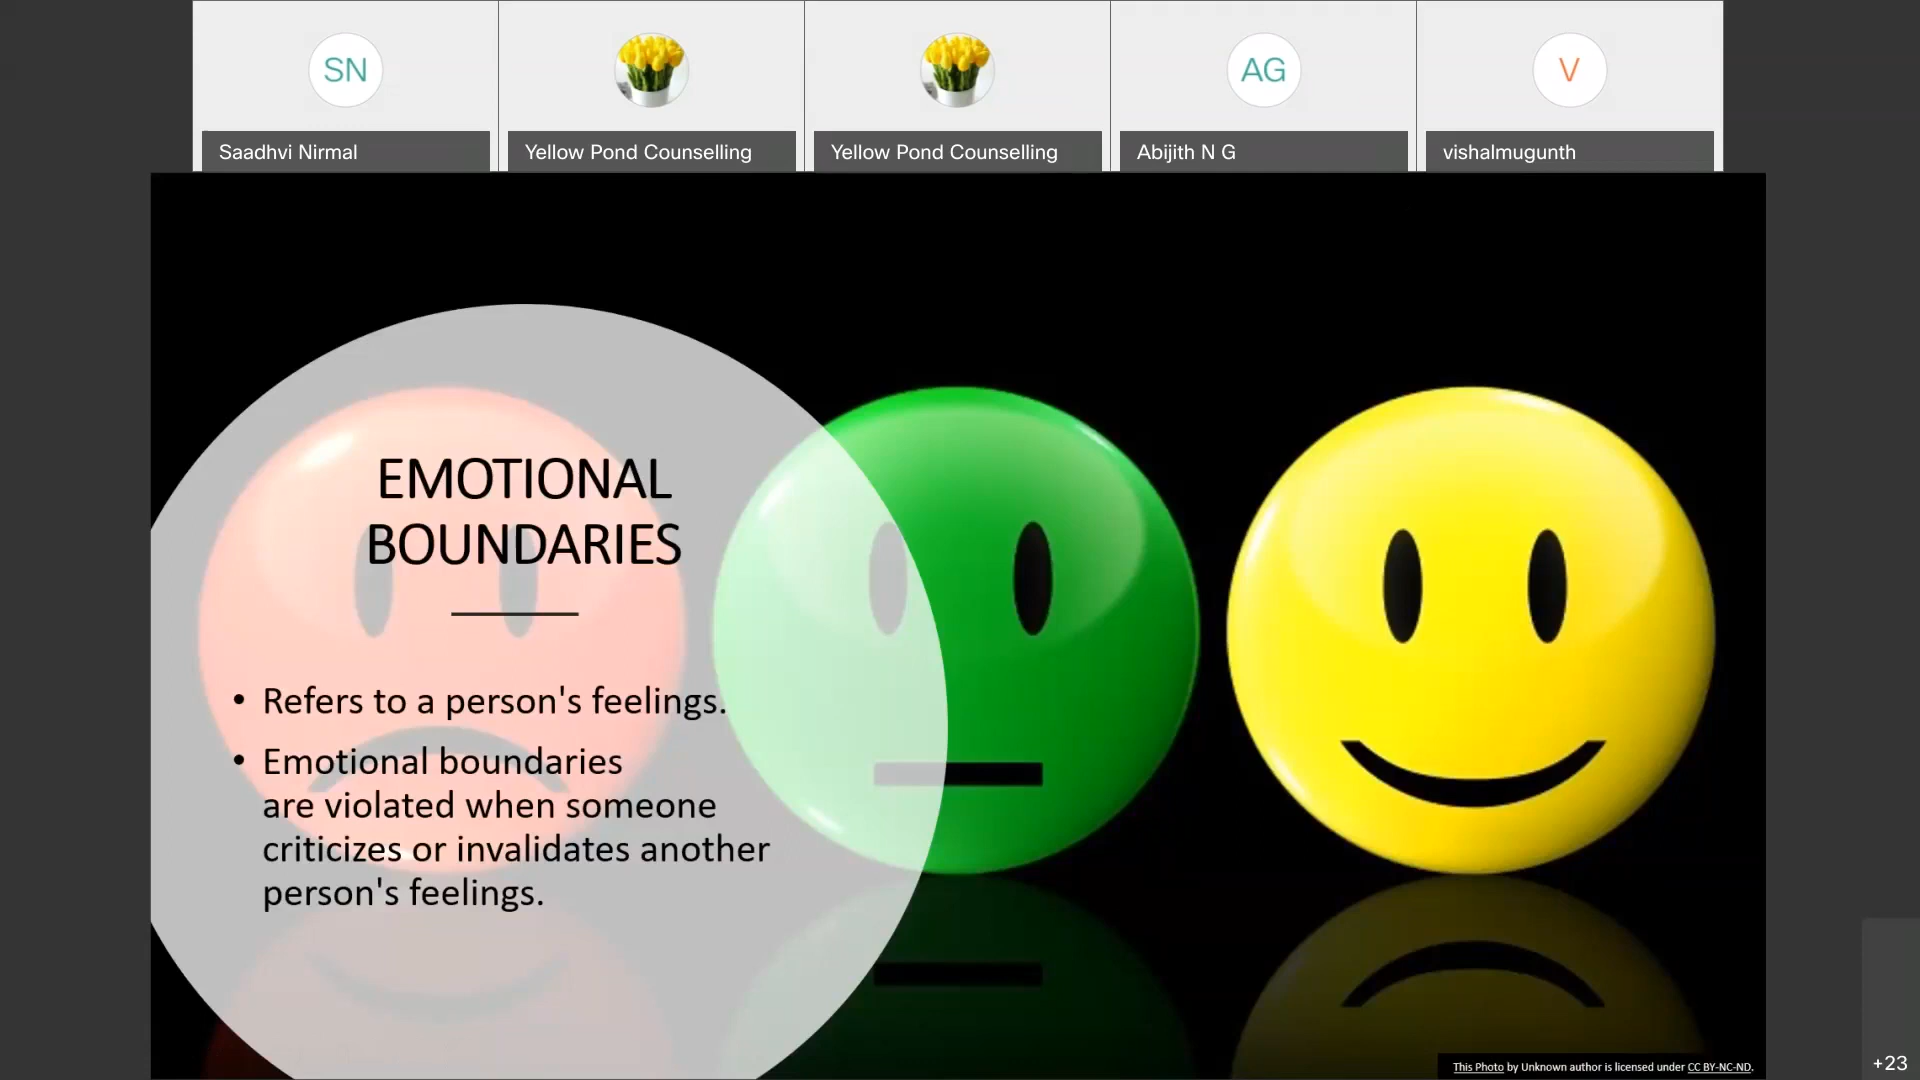 SN
AG
V
Saadhvi Nirmal
Yellow Pond Counselling
Yellow Pond Counselling
Abijith N G
vishalmugunth
EMOTIONAL
BOUNDARIES
• Refers to a person's feelings.
• Emotional boundaries
are violated when someone
criticizes or invalidates another
person's feelings.
This Photo by Unknown author is licensed under CC BY-NC-ND.
+23